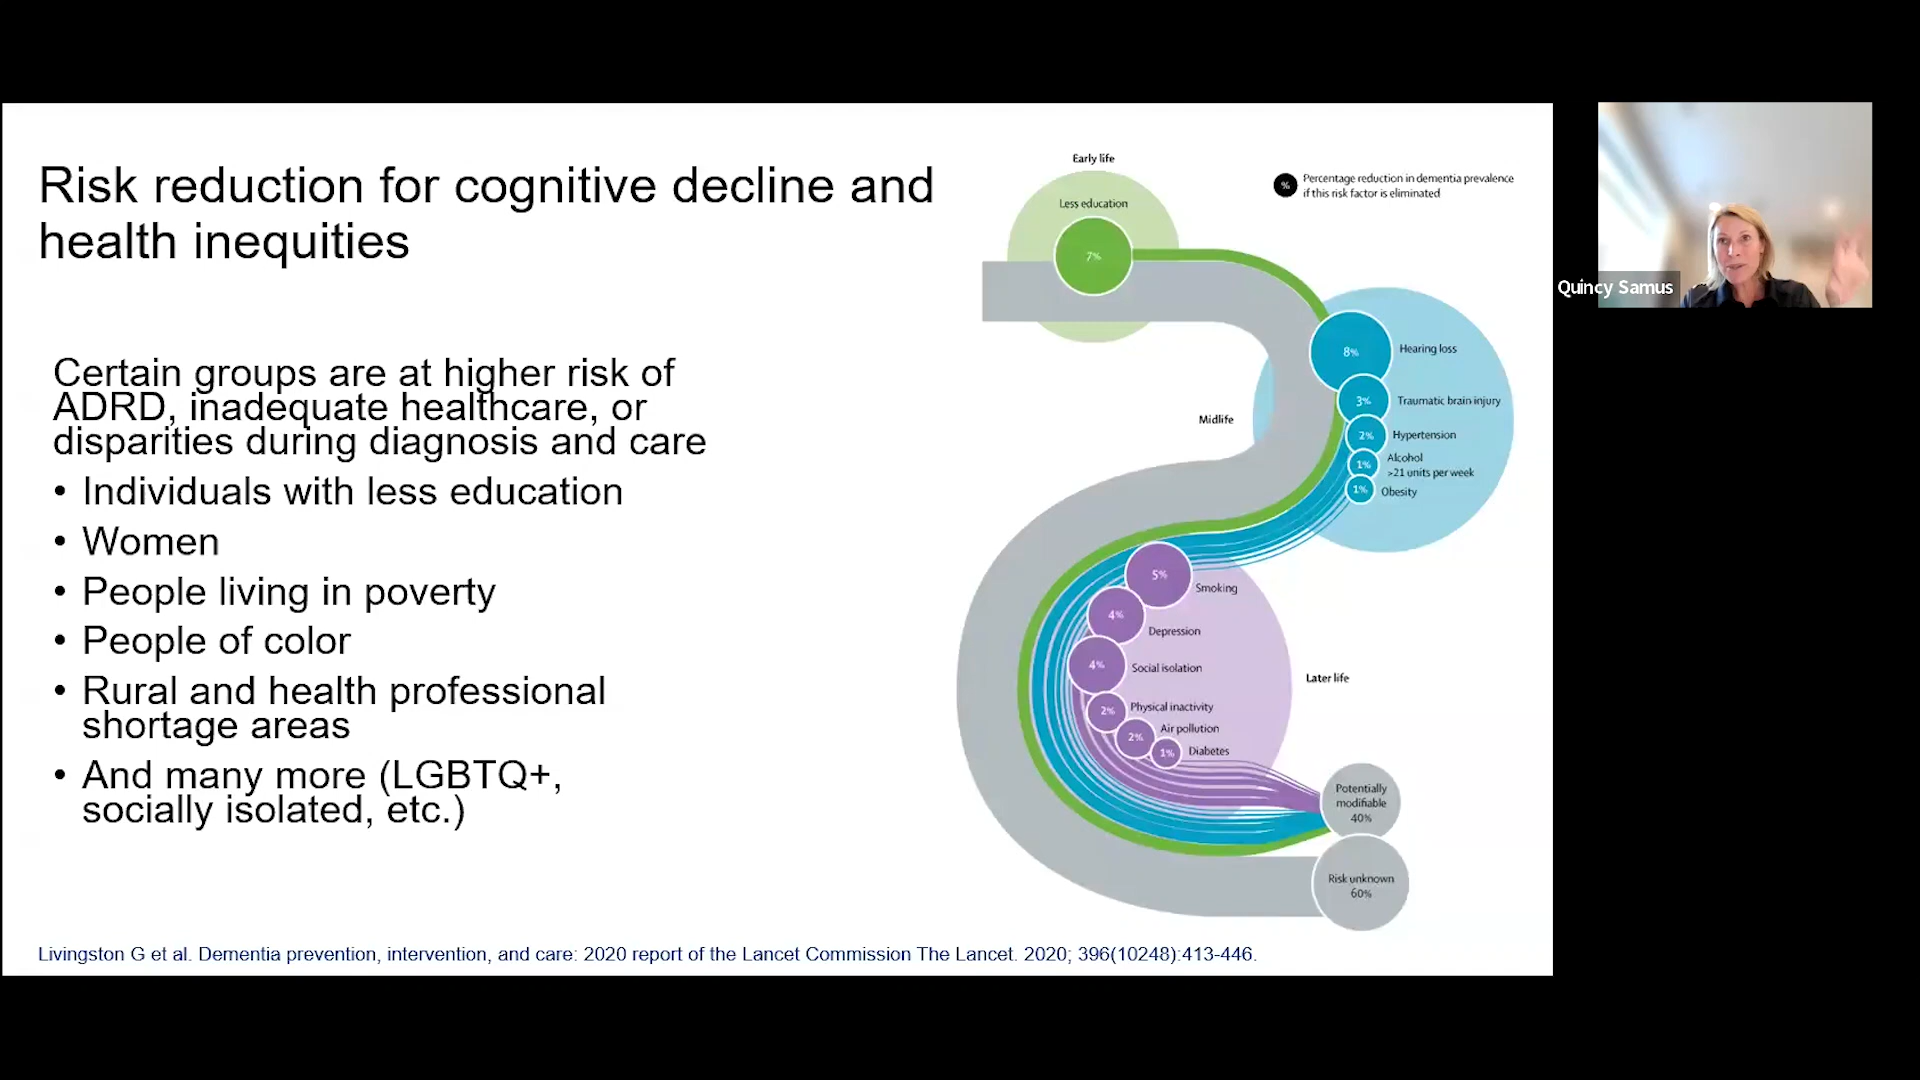 Risk reduction for cognitive decline and
health inequities
Certain groups are at higher risk of
ADRD, inadequate healthcare, or
disparities during diagnosis and care
• Individuals with less education
• Women
• People living in poverty
• People of color
• Rural and health professional
shortage areas
• And many more (LGBTQ+,
socially isolated, etc.)
Early life
Less education
7%
% Percentage reduction in dementia prevalence
if this risk factor is eliminated
Midlife
8% Hearing loss
3% Traumatic brain injury
2% Hypertension
1% Alcohol
>21 units per week
1% Obesity
5% Smoking
4% Depression
4% Social isolation
Later life
2% Physical inactivity
2% Air pollution
1% Diabetes
Potentially
modifiable
40%
Risk unknown
60%
Livingston G et al. Dementia prevention, intervention, and care: 2020 report of the Lancet Commission The Lancet. 2020; 396(10248):413-446.
Quincy Samus